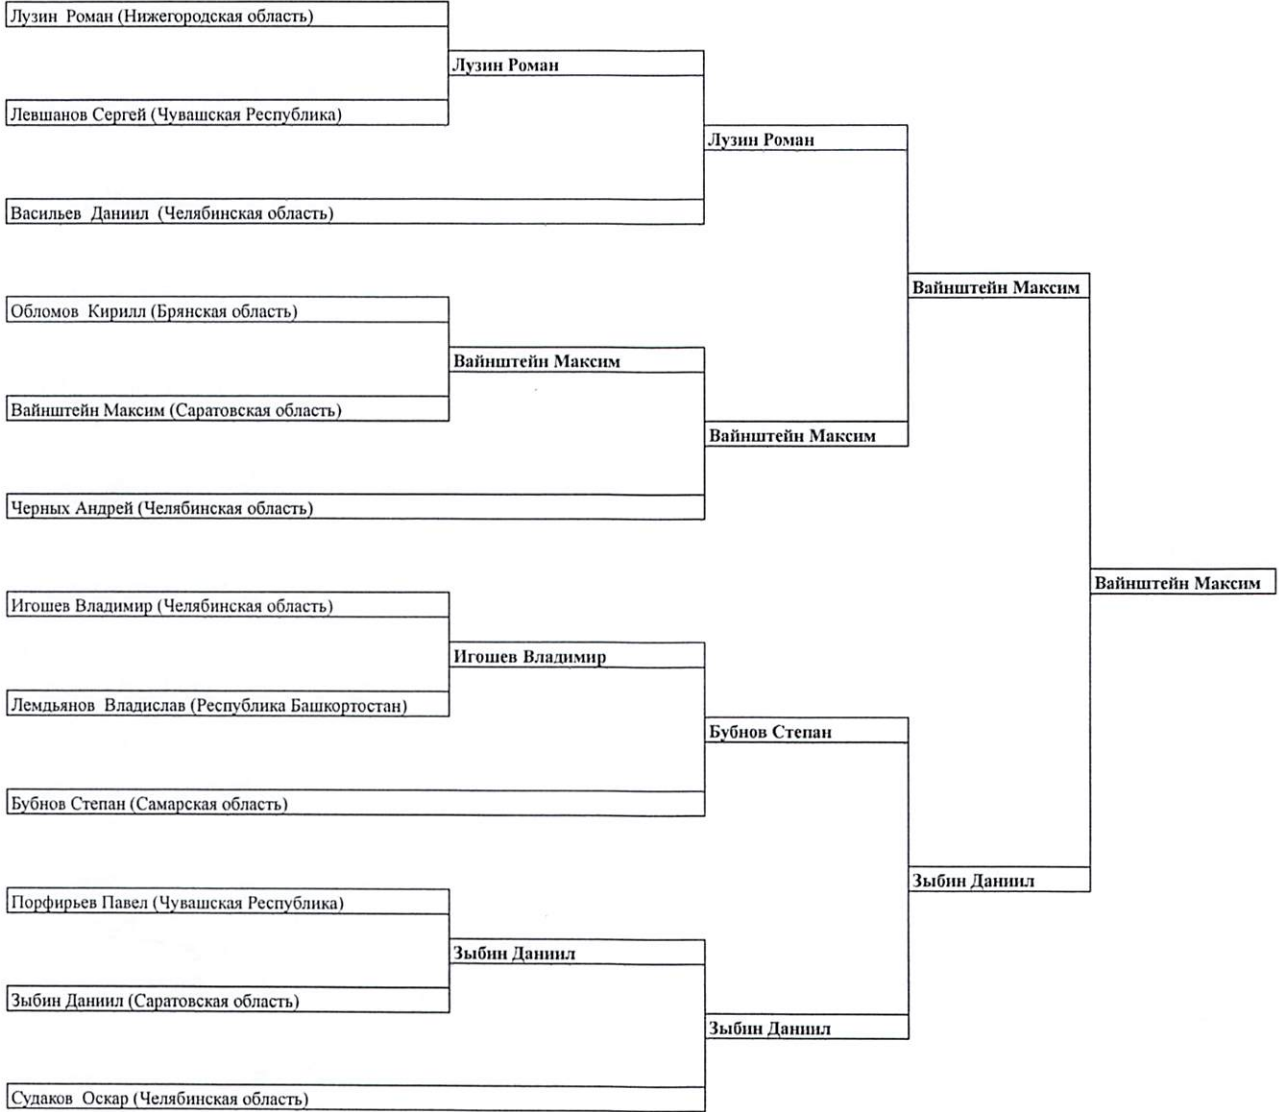 Лузин Роман (Нижегородская область)
Лузин Роман
Левшанов Сергей (Чувашская Республика)
Лузин Роман
Васильев Даниил (Челябинская область)
Вайнштейн Максим
Обломов Кирилл (Брянская область)
Вайнштейн Максим
Вайнштейн Максим (Саратовская область)
Вайнштейн Максим
Черных Андрей (Челябинская область)
Вайнштейн Максим
Игошев Владимир (Челябинская область)
Игошев Владимир
Лемдьянов Владислав (Республика Башкортостан)
Бубнов Степан
Бубнов Степан (Самарская область)
Зыбин Даниил
Порфирьев Павел (Чувашская Республика)
Зыбин Даниил
Зыбин Даниил (Саратовская область)
Зыбин Даниил
Судаков Оскар (Челябинская область)